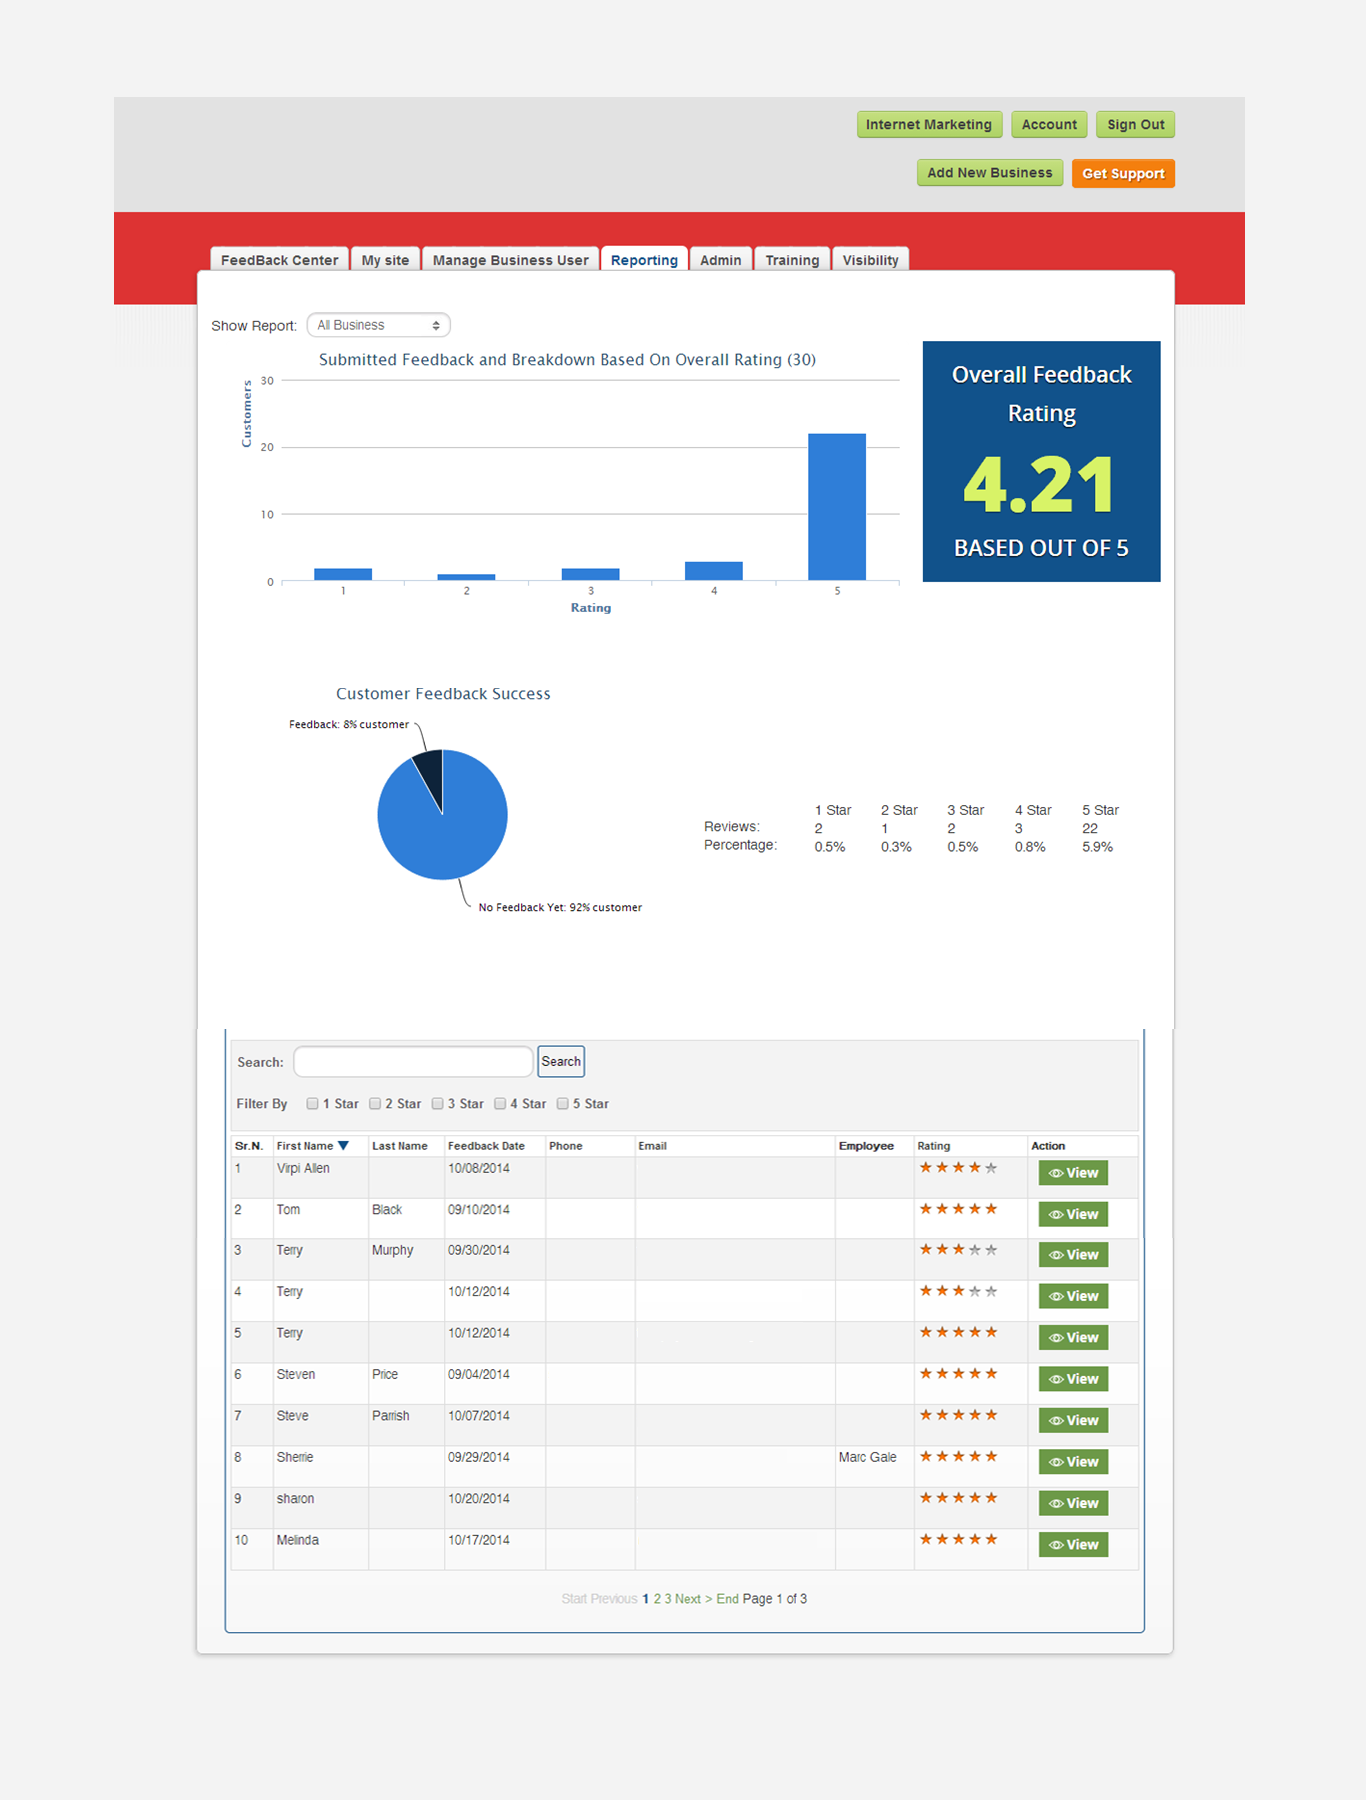 Internet Marketing Account Sign Out
Add New Business Get Support
FeedBack Center My site Manage Business User Reporting Admin Training Visibility
Show Report: All Business
Submitted Feedback and Breakdown Based On Overall Rating (30)
Customers
30
20
10
0
1 2 3 4 5
Rating
Overall Feedback
Rating
4.21
BASED OUT OF 5
Customer Feedback Success
Feedback: 8% customer
No Feedback Yet: 92% customer
1 Star 2 Star 3 Star 4 Star 5 Star
Reviews: 2 1 2 3 22
Percentage: 0.5% 0.3% 0.5% 0.8% 5.9%
Search: Search
Filter By 1 Star 2 Star 3 Star 4 Star 5 Star
Sr.N. First Name Last Name Feedback Date Phone Email Employee Rating Action
1 Virpi Allen 10/08/2014 View
2 Tom Black 09/10/2014 View
3 Terry Murphy 09/30/2014 View
4 Terry 10/12/2014 View
5 Terry 10/12/2014 View
6 Steven Price 09/04/2014 View
7 Steve Parrish 10/07/2014 View
8 Sherrie 09/29/2014 Marc Gale View
9 sharon 10/20/2014 View
10 Melinda 10/17/2014 View
Start Previous 1 2 3 Next > End Page 1 of 3